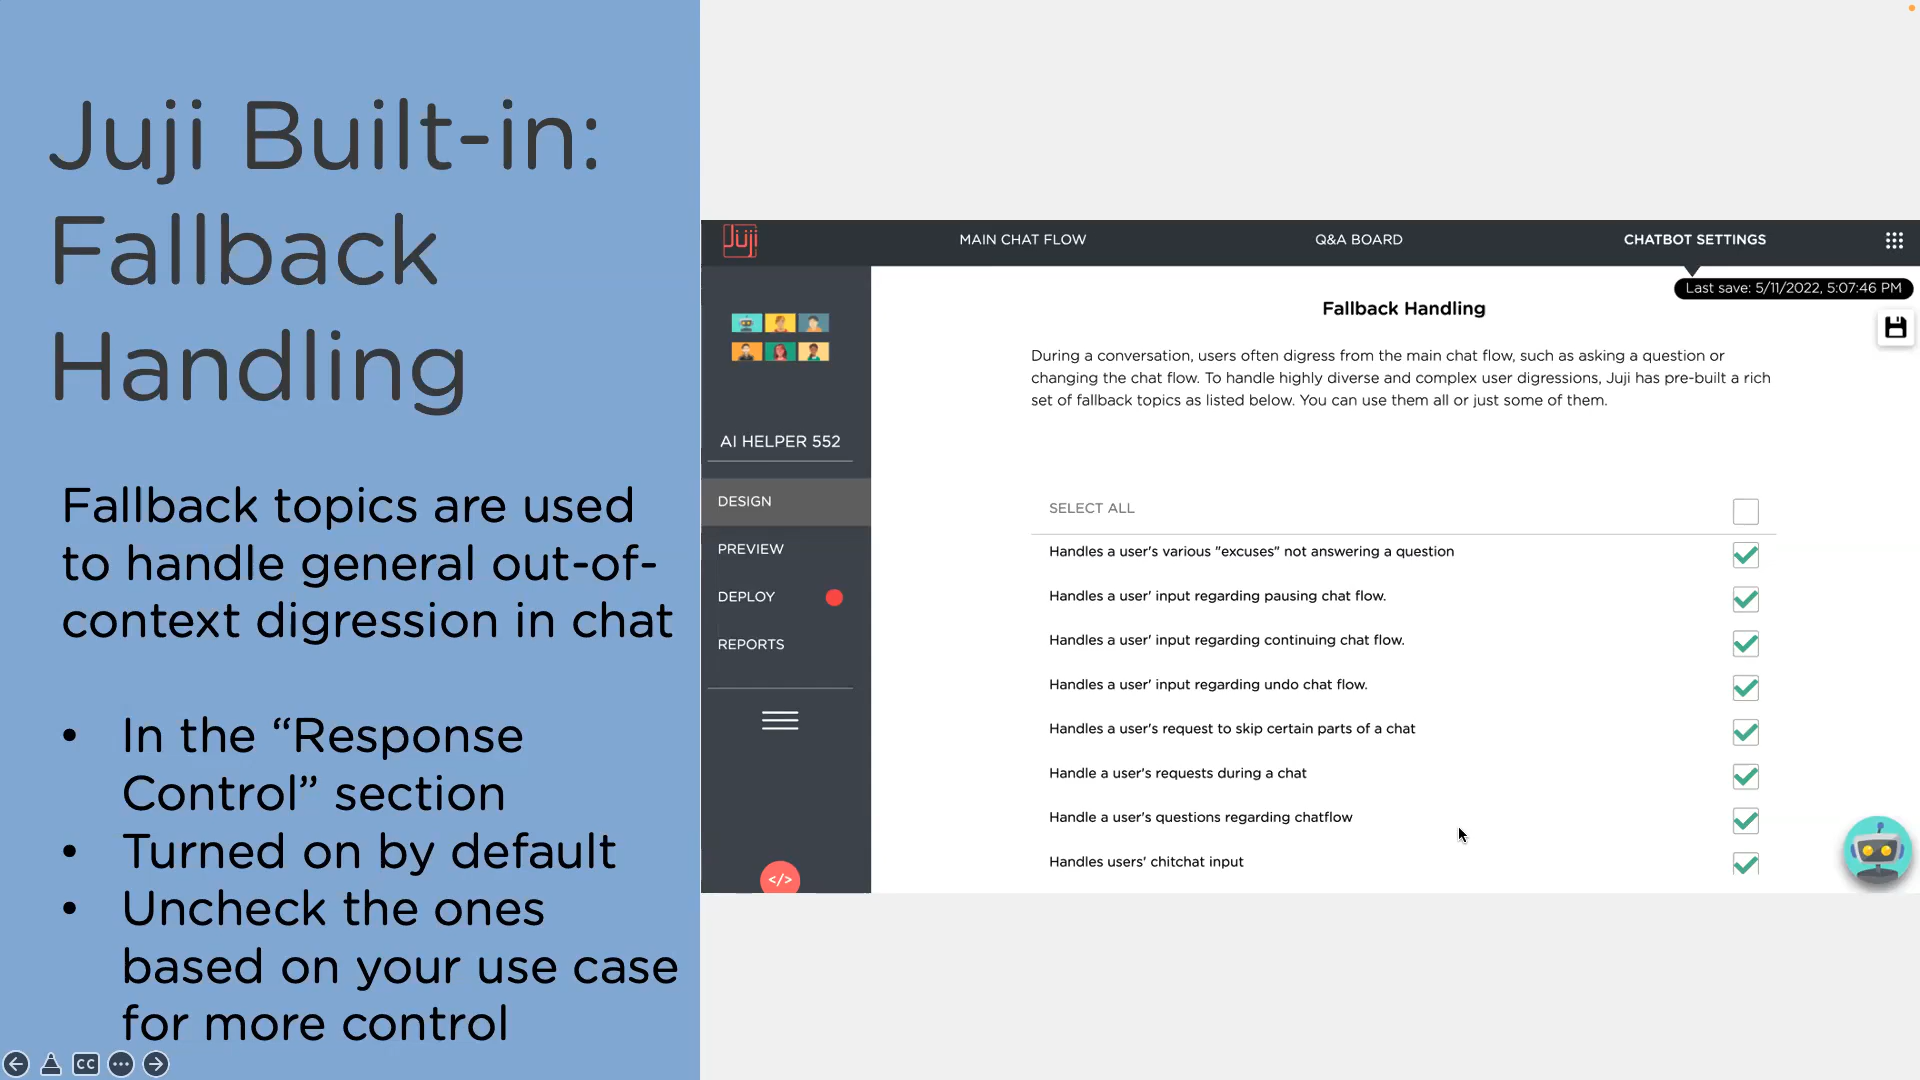 Juji Built-in:
Fallback
Handling
Fallback topics are used
to handle general out-of-
context digression in chat
• In the “Response
Control” section
• Turned on by default
• Uncheck the ones
based on your use case
for more control
CC
Juji
MAIN CHAT FLOW
Q&A BOARD
CHATBOT SETTINGS
Last save: 5/11/2022, 5:07:46 PM
AI HELPER 552
DESIGN
PREVIEW
DEPLOY
REPORTS
</>
Fallback Handling
During a conversation, users often digress from the main chat flow, such as asking a question or
changing the chat flow. To handle highly diverse and complex user digressions, Juji has pre-built a rich
set of fallback topics as listed below. You can use them all or just some of them.
SELECT ALL
Handles a user's various "excuses" not answering a question
Handles a user' input regarding pausing chat flow.
Handles a user' input regarding continuing chat flow.
Handles a user' input regarding undo chat flow.
Handles a user's request to skip certain parts of a chat
Handle a user's requests during a chat
Handle a user's questions regarding chatflow
Handles users' chitchat input